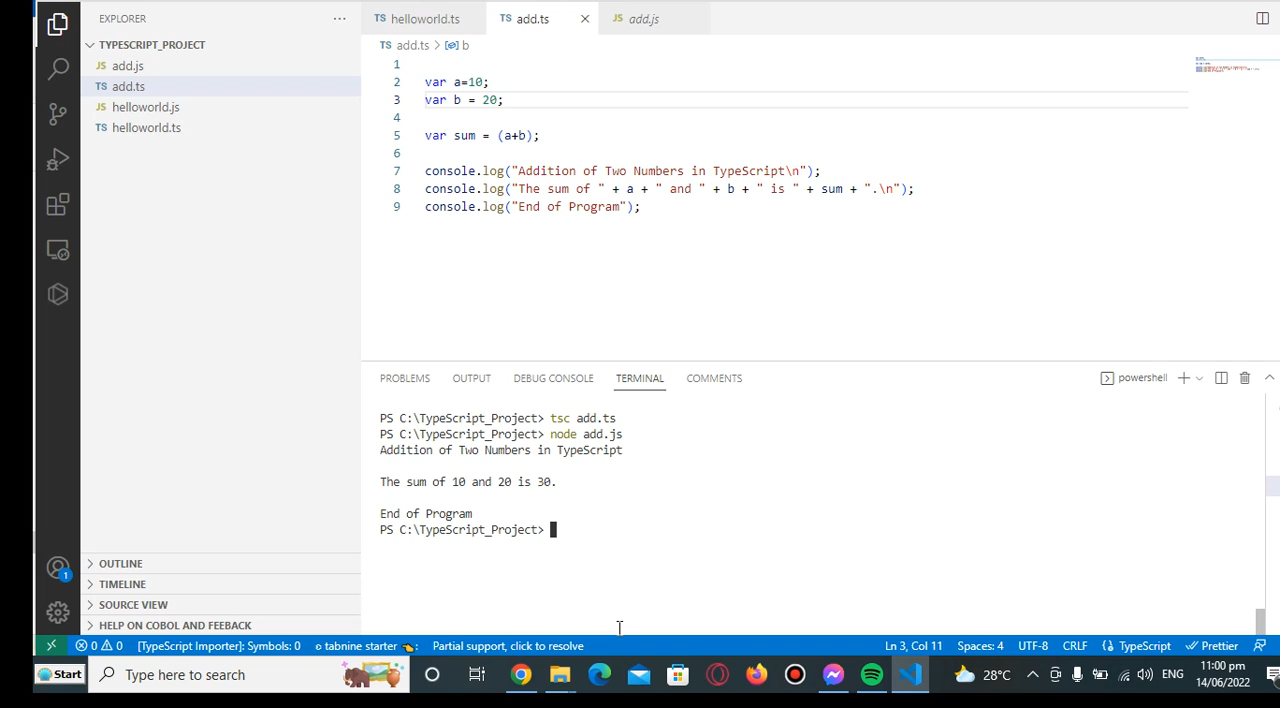 EXPLORER
TYPESCRIPT_PROJECT
JS add.js
TS add.ts
JS helloworld.js
TS helloworld.ts
OUTLINE
TIMELINE
SOURCE VIEW
HELP ON COBOL AND FEEBACK
1
TS helloworld.ts
TS add.ts
JS add.js
TS add.ts > b
1
2 var a=10;
3 var b = 20;
4
5 var sum = (a+b);
6
7 console.log("Addition of Two Numbers in TypeScript\n");
8 console.log("The sum of " + a + " and " + b + " is " + sum + ".\n");
9 console.log("End of Program");
PROBLEMS OUTPUT DEBUG CONSOLE TERMINAL COMMENTS powershell
PS C:\TypeScript_Project> tsc add.ts
PS C:\TypeScript_Project> node add.js
Addition of Two Numbers in TypeScript
The sum of 10 and 20 is 30.
End of Program
PS C:\TypeScript_Project>
0 0 [TypeScript Importer]: Symbols: 0 tabnine starter Partial support, click to resolve Ln 3, Col 11 Spaces: 4 UTF-8 CRLF TypeScript Prettier
Start Type here to search 28°C ENG 11:00 pm
14/06/2022